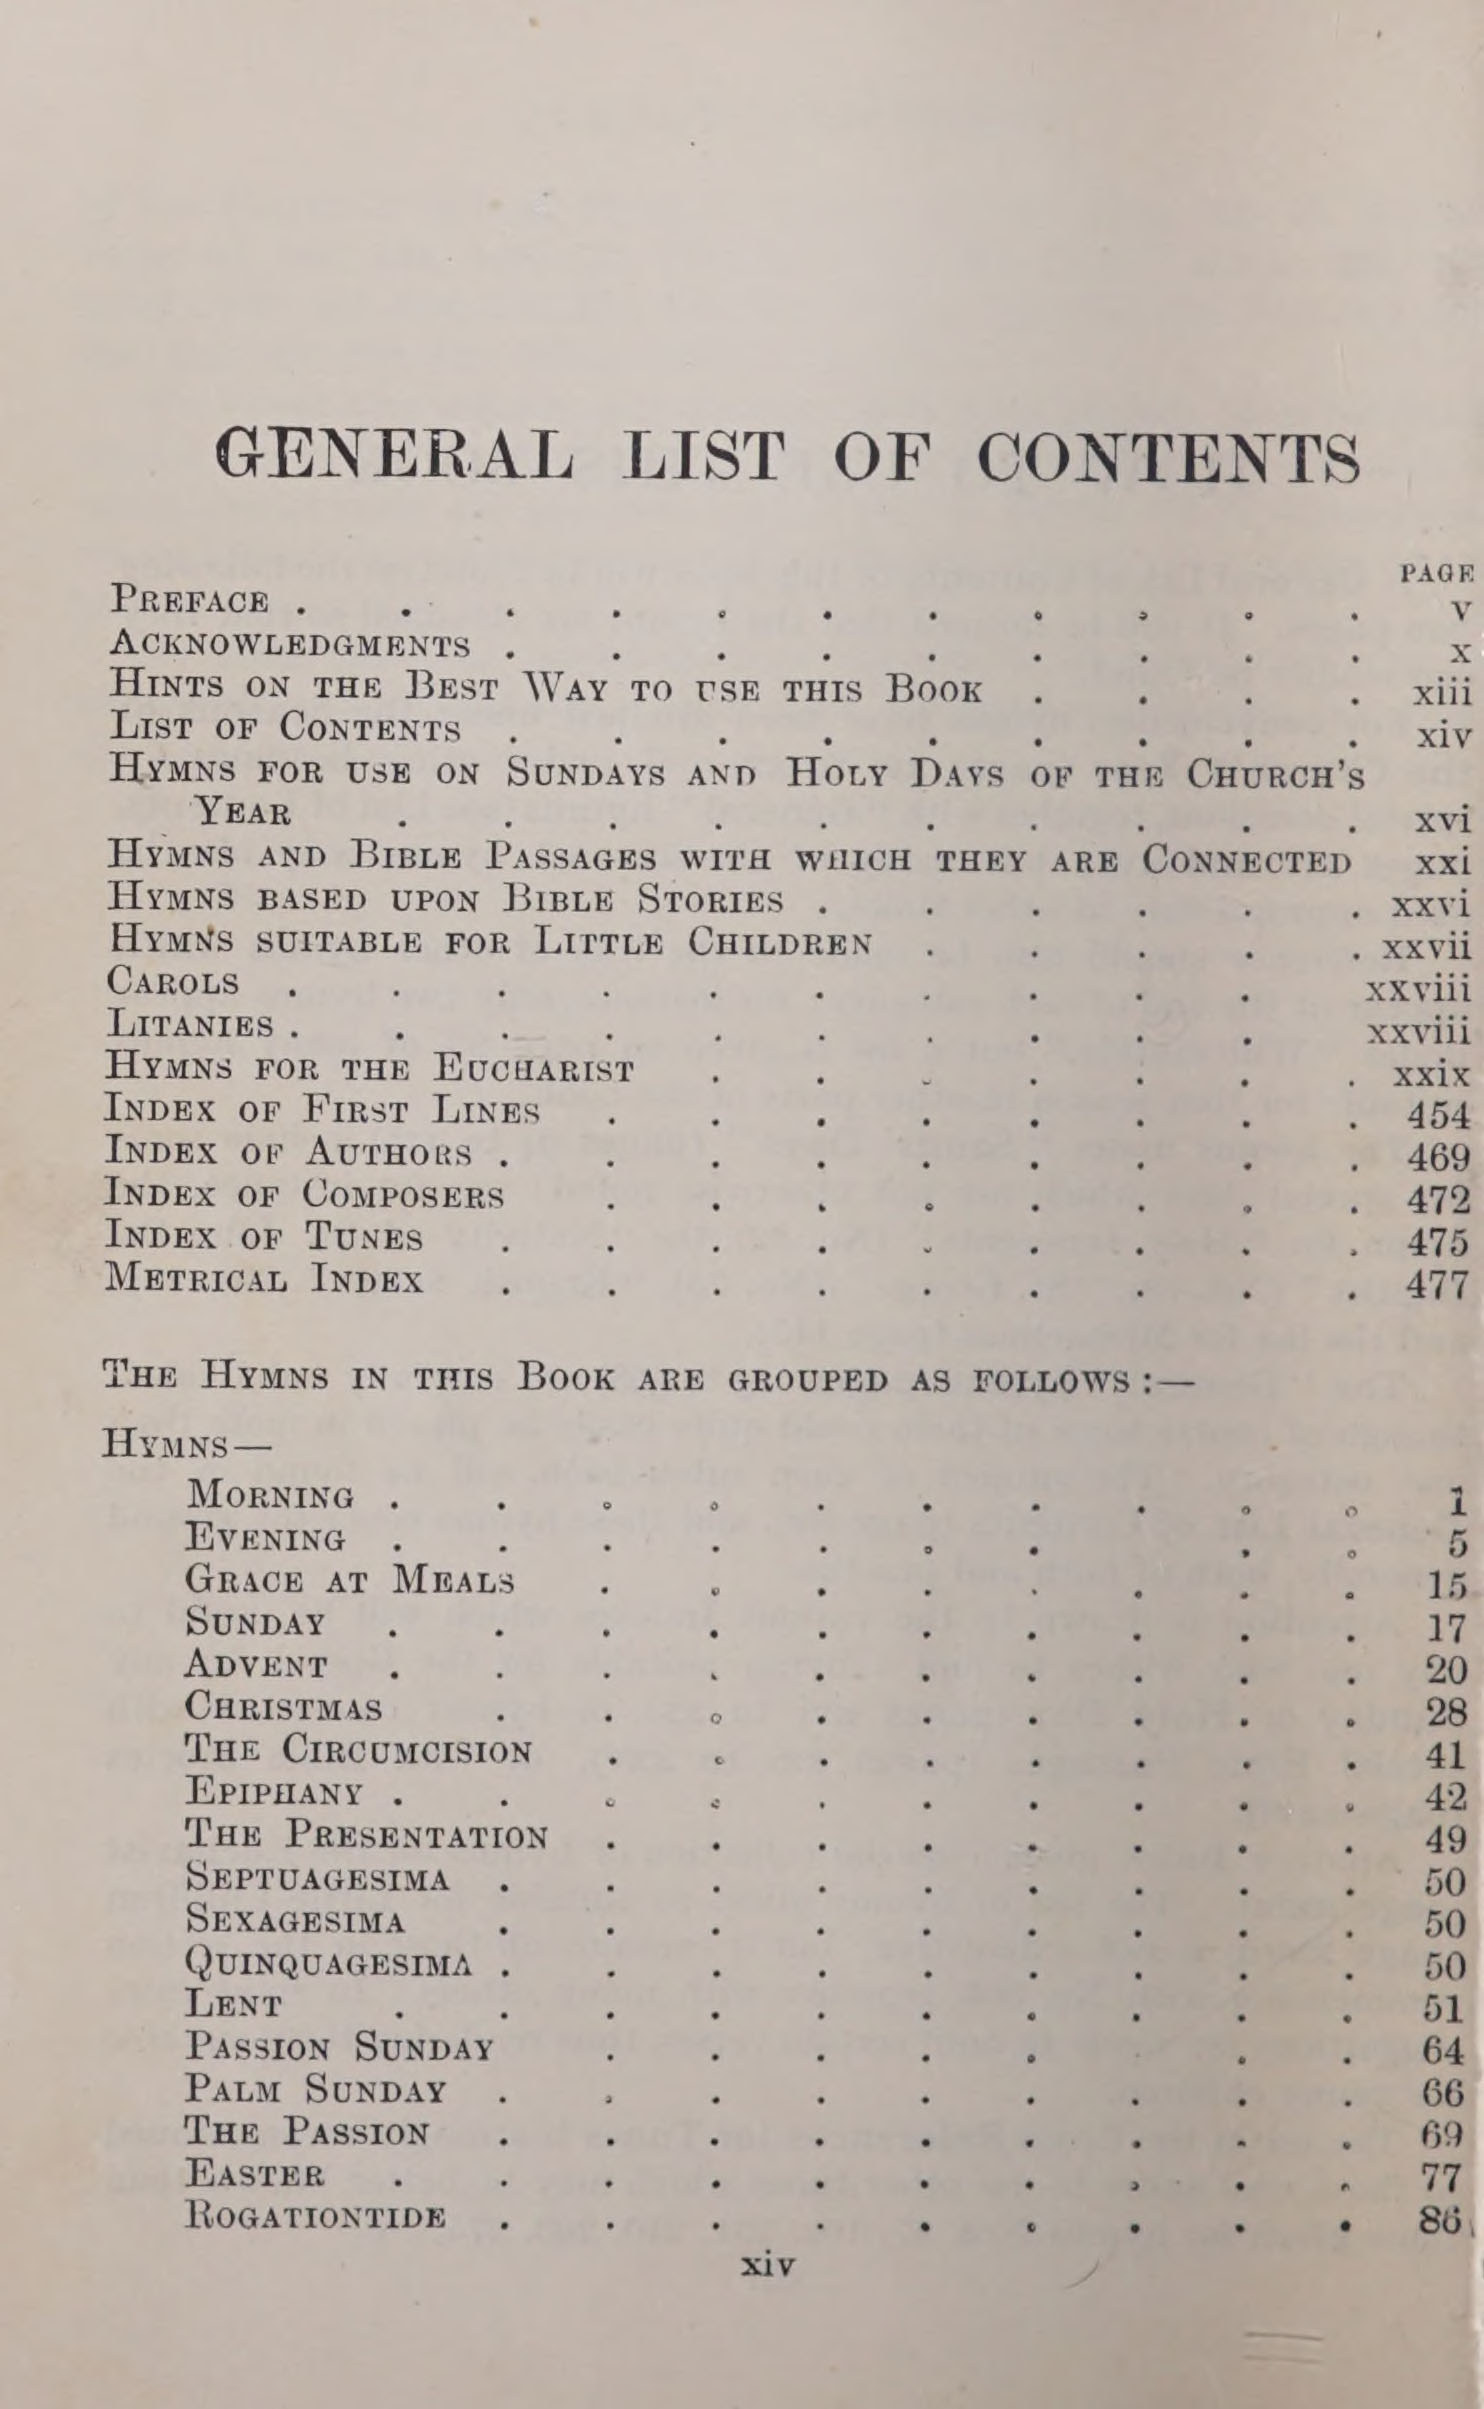 GENERAL LIST OF CONTENTS
PAGE
PREFACE . . . . . . . . . . . v
ACKNOWLEDGMENTS . . . . . . . . . x
HINTS ON THE BEST WAY TO USE THIS BOOK . . . . xiii
LIST OF CONTENTS . . . . . . . . . xiv
HYMNS FOR USE ON SUNDAYS AND HOLY DAYS OF THE CHURCH'S
YEAR . . . . . . . . . . xvi
HYMNS AND BIBLE PASSAGES WITH WHICH THEY ARE CONNECTED xxi
HYMNS BASED UPON BIBLE STORIES . . . . . . xxvi
HYMNS SUITABLE FOR LITTLE CHILDREN . . . . . xxvii
CAROLS . . . . . . . . . . xxviii
LITANIES . . . . . . . . . . xxviii
HYMNS FOR THE EUCHARIST . . . . . . . xxix
INDEX OF FIRST LINES . . . . . . . . 454
INDEX OF AUTHORS . . . . . . . . . 469
INDEX OF COMPOSERS . . . . . . . . 472
INDEX OF TUNES . . . . . . . . . 475
METRICAL INDEX . . . . . . . . . 477
THE HYMNS IN THIS BOOK ARE GROUPED AS FOLLOWS :—
HYMNS—
MORNING . . . . . . . . . . 1
EVENING . . . . . . . . . 5
GRACE AT MEALS . . . . . . . . 15
SUNDAY . . . . . . . . . . 17
ADVENT . . . . . . . . . . 20
CHRISTMAS . . . . . . . . . 28
THE CIRCUMCISION . . . . . . . . 41
EPIPHANY . . . . . . . . . . 42
THE PRESENTATION . . . . . . . . 49
SEPTUAGESIMA . . . . . . . . . 50
SEXAGESIMA . . . . . . . . . 50
QUINQUAGESIMA . . . . . . . . . 50
LENT . . . . . . . . . . 51
PASSION SUNDAY . . . . . . . 64
PALM SUNDAY . . . . . . . . . 66
THE PASSION . . . . . . . . . 69
EASTER . . . . . . . . . . 77
ROGATIONTIDE . . . . . . . . . 86
xiv